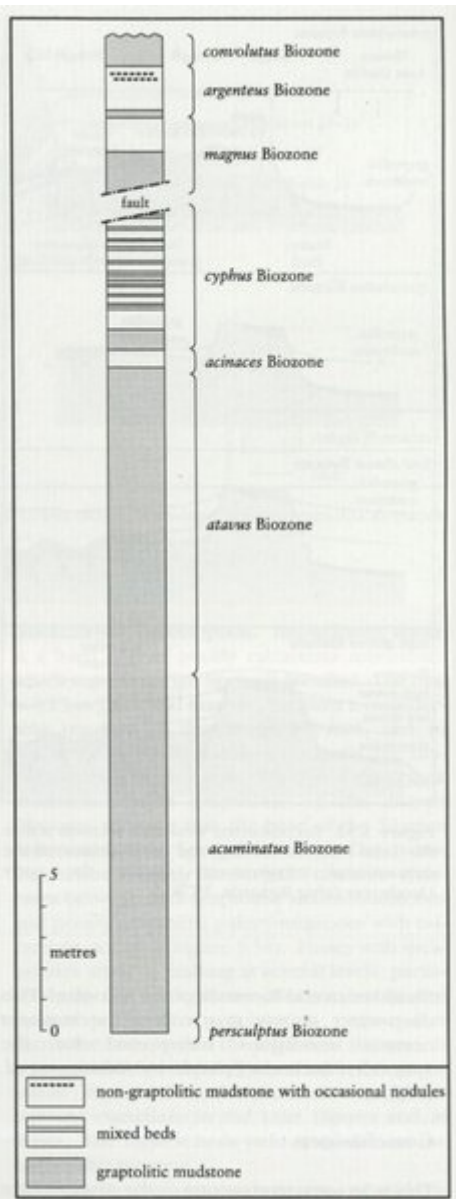 convolutus Biozone
argenteus Biozone
magnus Biozone
fault
cyphus Biozone
acinaces Biozone
atavus Biozone
acuminatus Biozone
5
metres
0
persculptus Biozone
non-graptolitic mudstone with occasional nodules
mixed beds
graptolitic mudstone